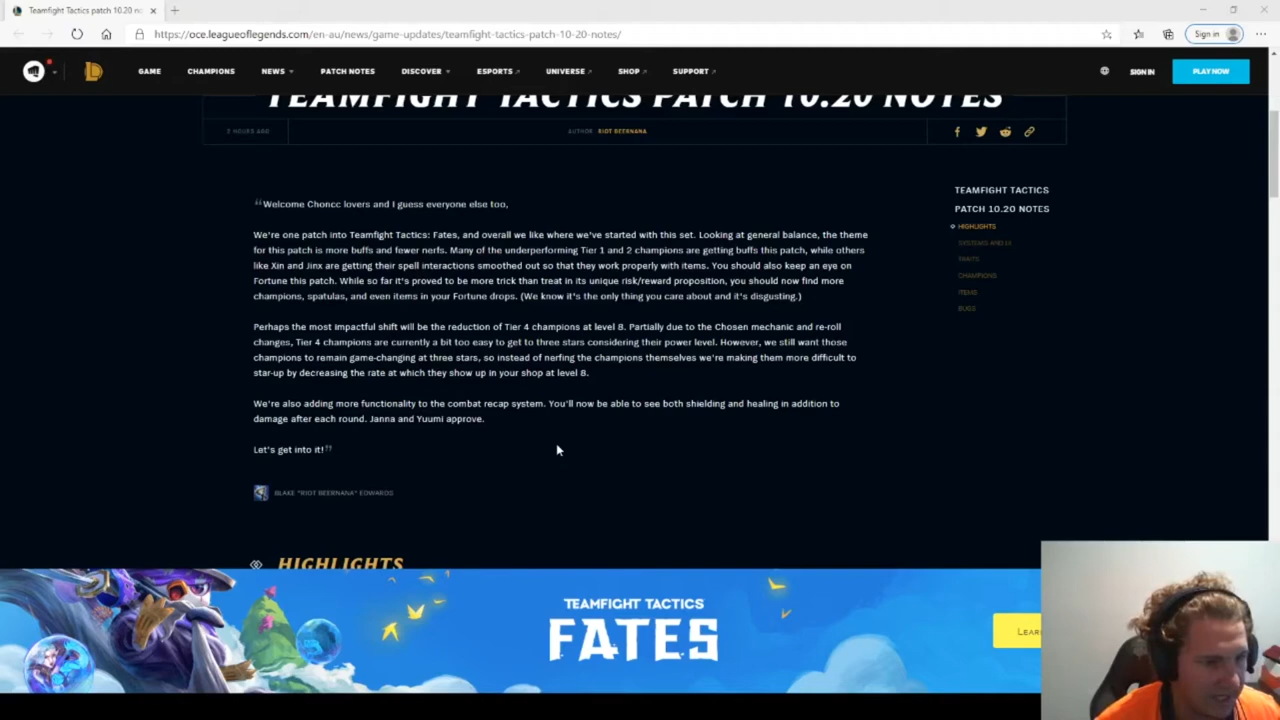 Teamfight Tactics patch 10.20 no
https://oce.leagueoflegends.com/en-au/news/game-updates/teamfight-tactics-patch-10-20-notes/
Sign in
GAME CHAMPIONS NEWS PATCH NOTES DISCOVER ESPORTS UNIVERSE SHOP SUPPORT SIGN IN PLAY NOW
TEAMFIGHT TACTICS PATCH 10.20 NOTES
2 HOURS AGO AUTHOR RIOT BEERNANA
"Welcome Choncc lovers and I guess everyone else too,
We're one patch into Teamfight Tactics: Fates, and overall we like where we've started with this set. Looking at general balance, the theme
for this patch is more buffs and fewer nerfs. Many of the underperforming Tier 1 and 2 champions are getting buffs this patch, while others
like Xin and Jinx are getting their spell interactions smoothed out so that they work properly with items. You should also keep an eye on
Fortune this patch. While so far it's proved to be more trick than treat in its unique risk/reward proposition, you should now find more
champions, spatulas, and even items in your Fortune drops. (We know it's the only thing you care about and it's disgusting.)
Perhaps the most impactful shift will be the reduction of Tier 4 champions at level 8. Partially due to the Chosen mechanic and re-roll
changes, Tier 4 champions are currently a bit too easy to get to three stars considering their power level. However, we still want those
champions to remain game-changing at three stars, so instead of nerfing the champions themselves we're making them more difficult to
star-up by decreasing the rate at which they show up in your shop at level 8.
We're also adding more functionality to the combat recap system. You'll now be able to see both shielding and healing in addition to
damage after each round. Janna and Yuumi approve.
Let's get into it!"
BLAKE "RIOT BEERNANA" EDWARDS
TEAMFIGHT TACTICS
PATCH 10.20 NOTES
HIGHLIGHTS
SYSTEMS AND UI
TRAITS
CHAMPIONS
ITEMS
BUGS
HIGHLIGHTS
TEAMFIGHT TACTICS
FATES
LEAR